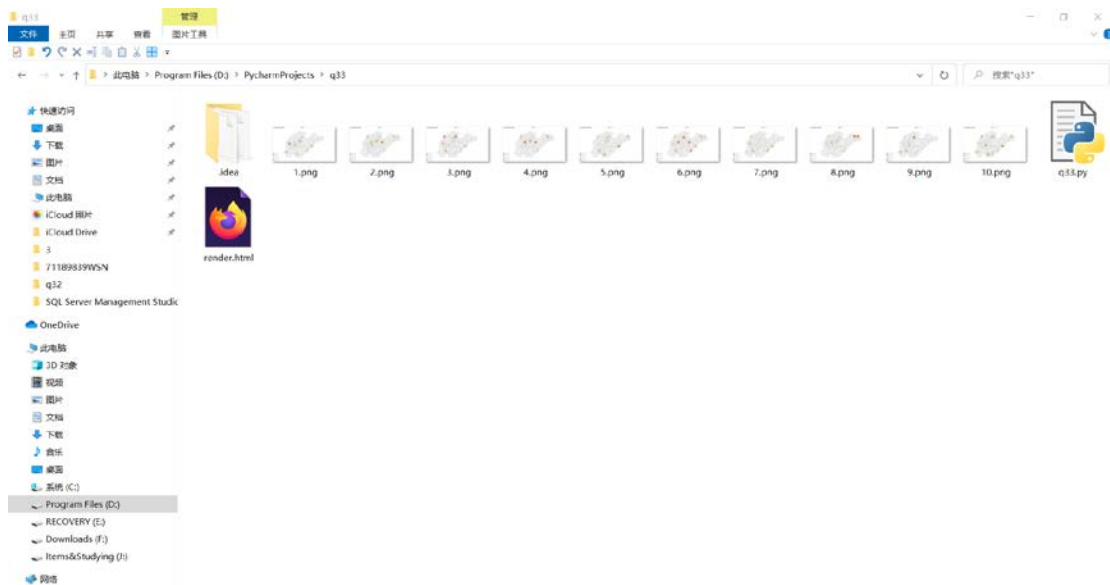 q33
管理
文件 主页 共享 查看 图片工具
此电脑 > Program Files (D:) > PycharmProjects > q33
搜索"q33"
快速访问
桌面
下载
图片
文档
此电脑
iCloud 照片
iCloud Drive
3
71189839WSN
q32
SQL Server Management Studic
OneDrive
此电脑
3D 对象
视频
图片
文档
下载
音乐
桌面
系统 (C:)
Program Files (D:)
RECOVERY (E:)
Downloads (F:)
Items&Studying (J:)
网络
.idea 1.png 2.png 3.png 4.png 5.png 6.png 7.png 8.png 9.png 10.png q33.py
render.html